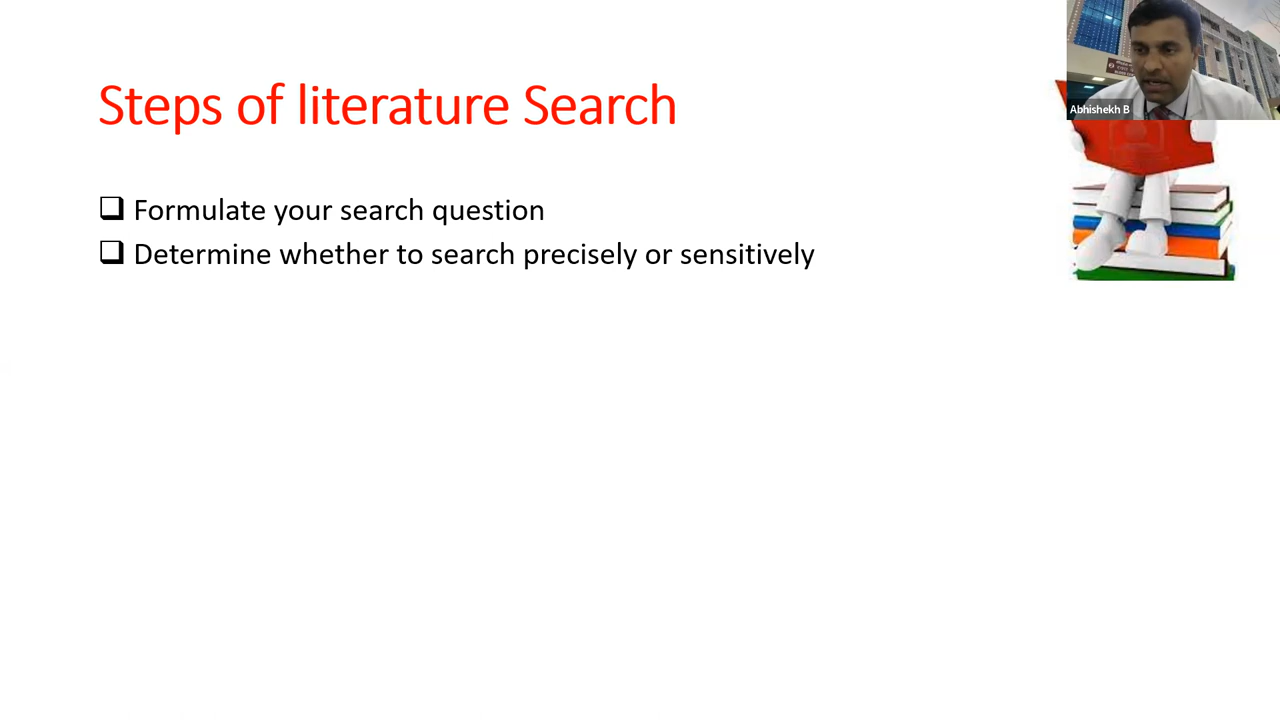 Steps of literature Search
Formulate your search question
Determine whether to search precisely or sensitively
Abhishekh B